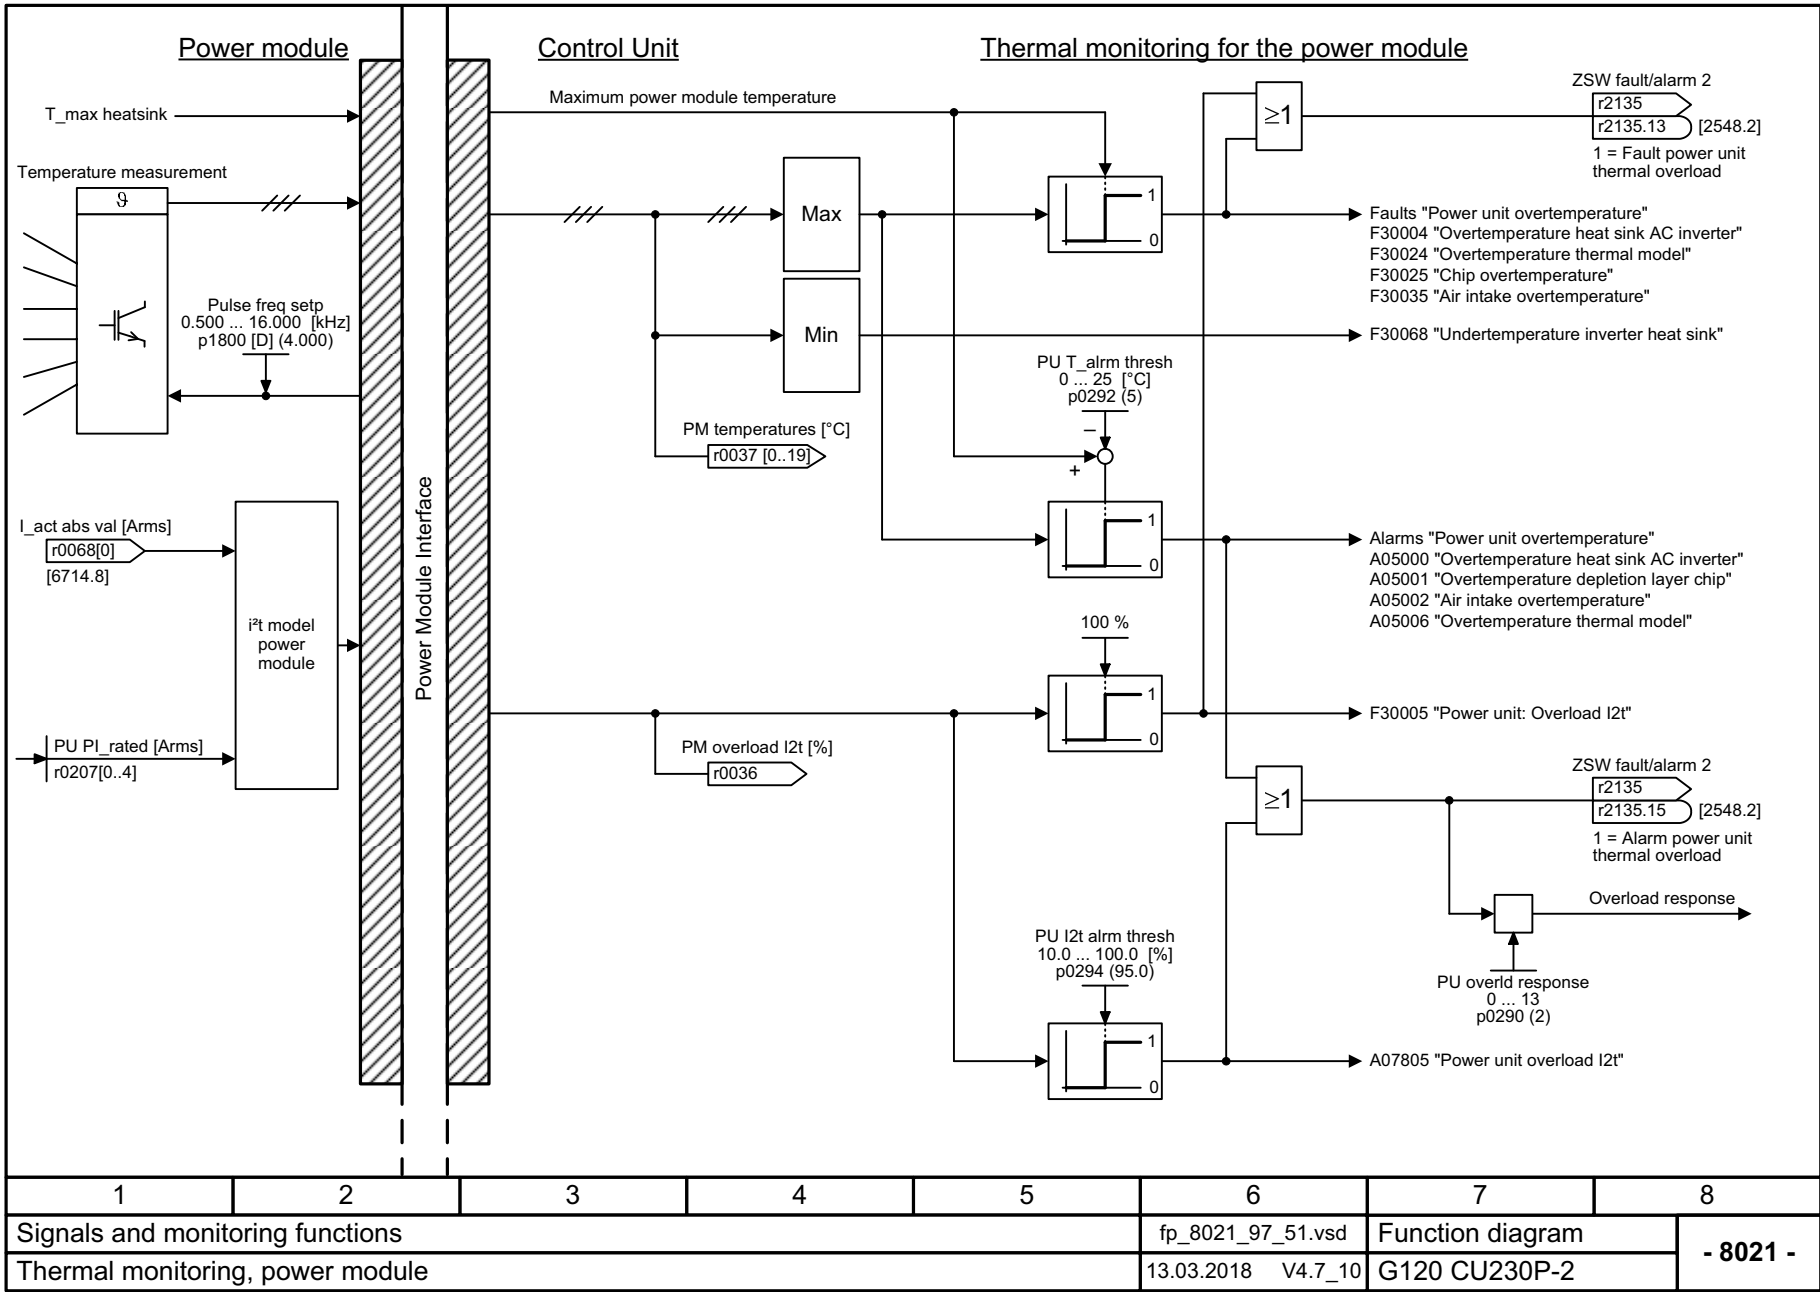 Power module
Control Unit
Thermal monitoring for the power module
T_max heatsink
Temperature measurement
ϑ
Pulse freq setp
0.500 ... 16.000 [kHz]
p1800 [D] (4.000)
I_act abs val [Arms]
r0068[0]
[6714.8]
i²t model
power
module
PU PI_rated [Arms]
r0207[0..4]
Power Module Interface
Maximum power module temperature
Max
Min
PM temperatures [°C]
r0037 [0..19]
PM overload I2t [%]
r0036
1
0
PU T_alrm thresh
0 ... 25 [°C]
p0292 (5)
–
+
1
0
100 %
1
0
PU I2t alrm thresh
10.0 ... 100.0 [%]
p0294 (95.0)
1
0
≥1
ZSW fault/alarm 2
r2135
r2135.13 [2548.2]
1 = Fault power unit
thermal overload
Faults "Power unit overtemperature"
F30004 "Overtemperature heat sink AC inverter"
F30024 "Overtemperature thermal model"
F30025 "Chip overtemperature"
F30035 "Air intake overtemperature"
F30068 "Undertemperature inverter heat sink"
Alarms "Power unit overtemperature"
A05000 "Overtemperature heat sink AC inverter"
A05001 "Overtemperature depletion layer chip"
A05002 "Air intake overtemperature"
A05006 "Overtemperature thermal model"
F30005 "Power unit: Overload I2t"
≥1
ZSW fault/alarm 2
r2135
r2135.15 [2548.2]
1 = Alarm power unit
thermal overload
Overload response
PU overld response
0 ... 13
p0290 (2)
A07805 "Power unit overload I2t"
1 2 3 4 5 6 7 8
Signals and monitoring functions
fp_8021_97_51.vsd
Function diagram
- 8021 -
Thermal monitoring, power module
13.03.2018 V4.7_10
G120 CU230P-2